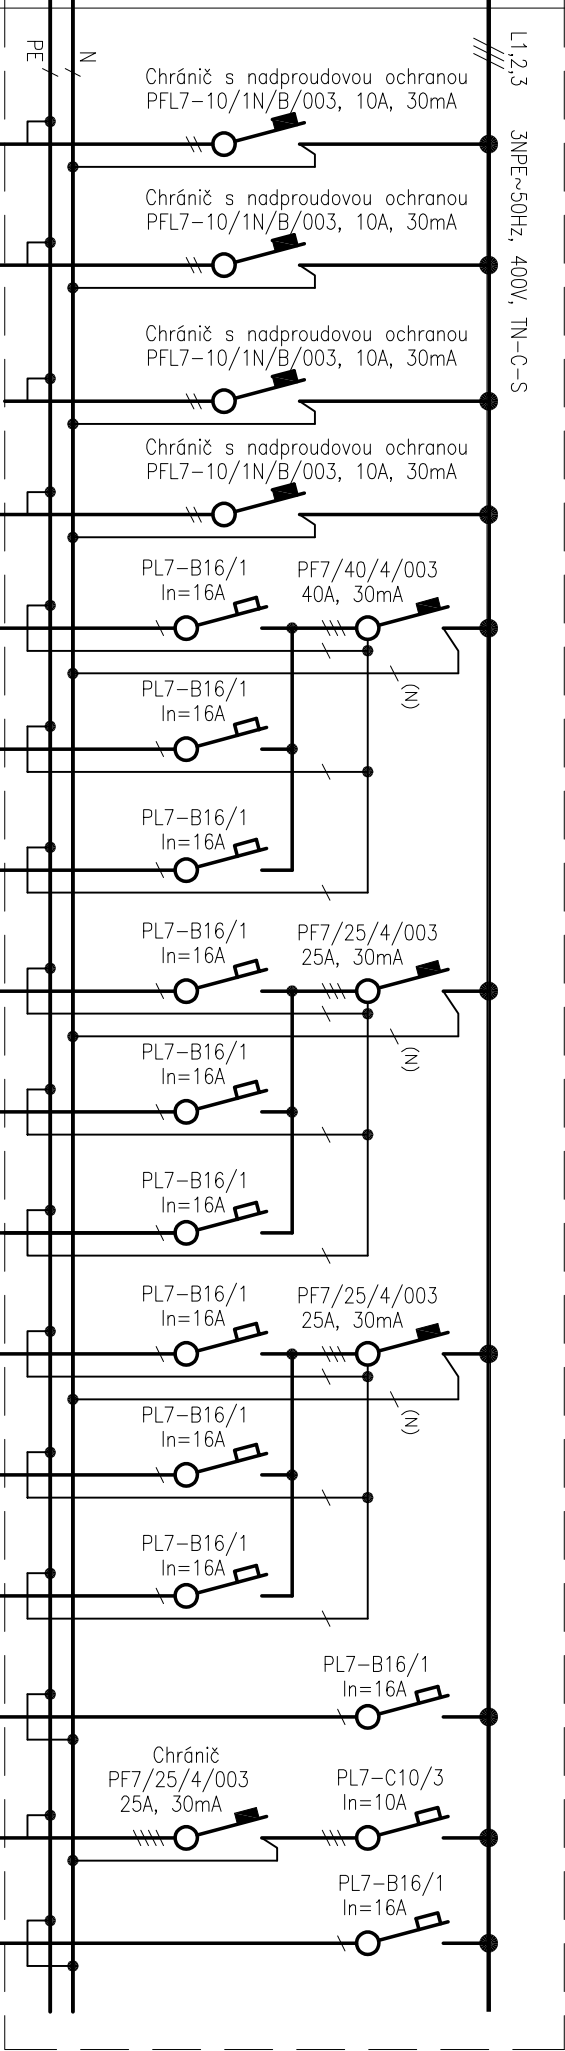 PE
N
L1,2,3
3NPE~50Hz, 400V, TN-C-S
Chránič s nadproudovou ochranou
PFL7-10/1N/B/003, 10A, 30mA
Chránič s nadproudovou ochranou
PFL7-10/1N/B/003, 10A, 30mA
Chránič s nadproudovou ochranou
PFL7-10/1N/B/003, 10A, 30mA
Chránič s nadproudovou ochranou
PFL7-10/1N/B/003, 10A, 30mA
PL7-B16/1
In=16A
PF7/40/4/003
40A, 30mA
(N)
PL7-B16/1
In=16A
PL7-B16/1
In=16A
PL7-B16/1
In=16A
PF7/25/4/003
25A, 30mA
(N)
PL7-B16/1
In=16A
PL7-B16/1
In=16A
PL7-B16/1
In=16A
PF7/25/4/003
25A, 30mA
(N)
PL7-B16/1
In=16A
PL7-B16/1
In=16A
PL7-B16/1
In=16A
Chránič
PF7/25/4/003
25A, 30mA
PL7-C10/3
In=10A
PL7-B16/1
In=16A